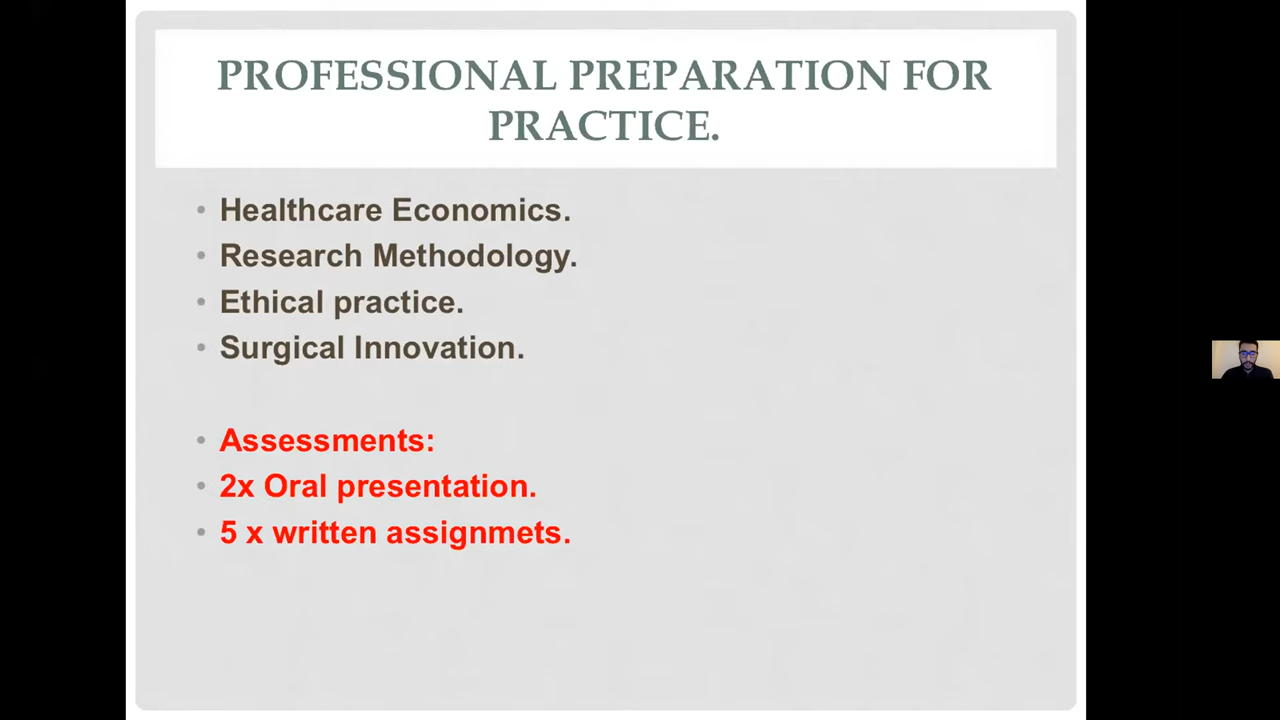 PROFESSIONAL PREPARATION FOR
PRACTICE.
• Healthcare Economics.
• Research Methodology.
• Ethical practice.
• Surgical Innovation.
• Assessments:
• 2x Oral presentation.
• 5 x written assignmets.